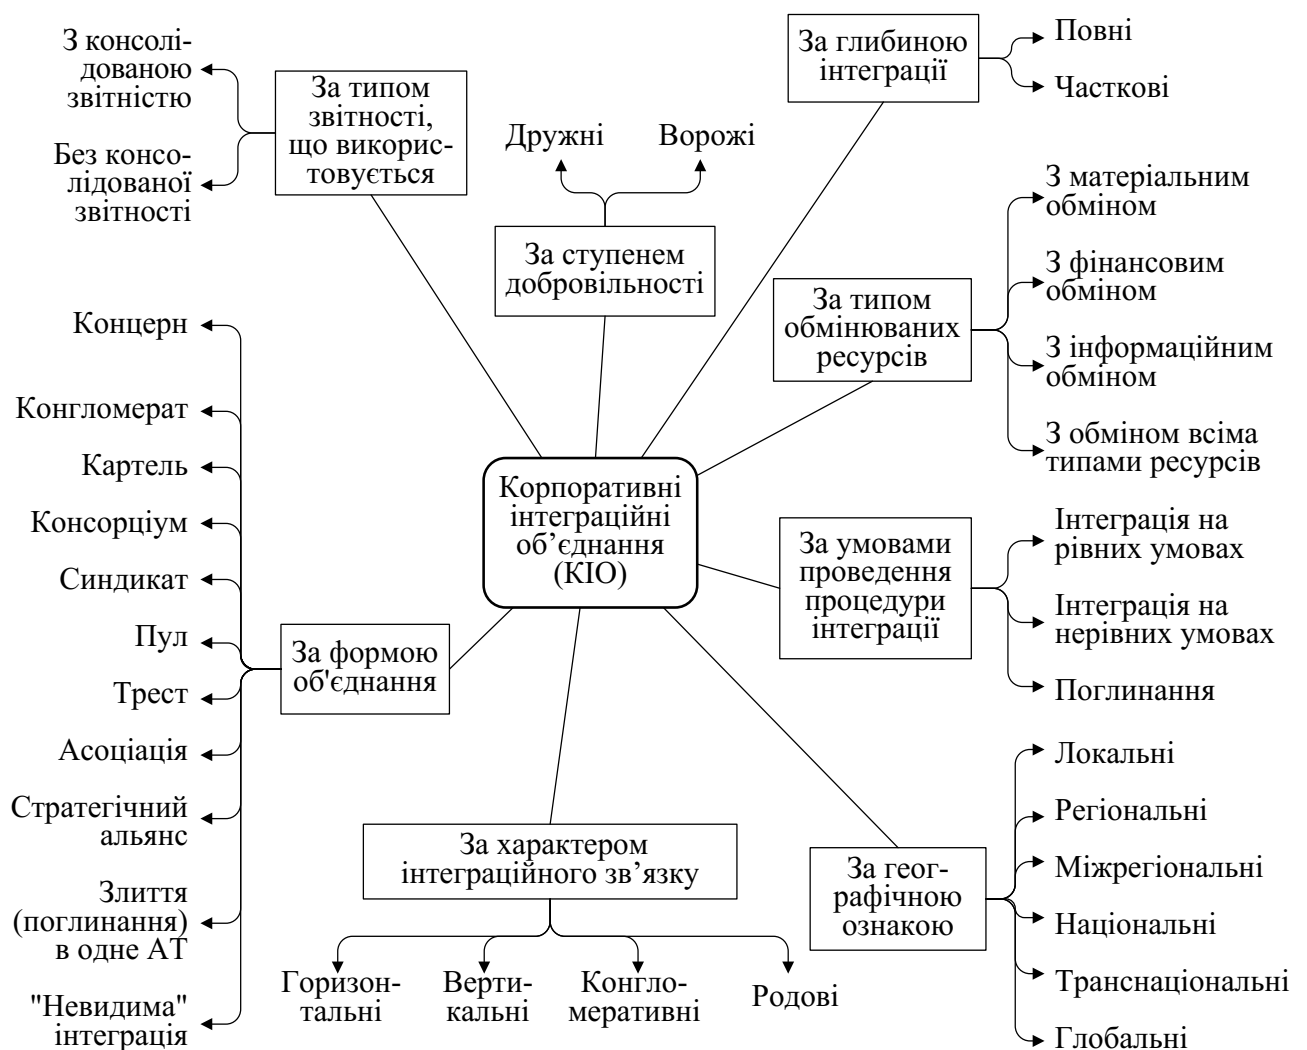 З консолі-
дованою
звітністю
Без консо-
лідованої
звітності
За типом
звітності,
що викорис-
товується
Дружні
Ворожі
За ступенем
добровільності
За глибиною
інтеграції
Повні
Часткові
За типом
обмінюваних
ресурсів
З матеріальним
обміном
З фінансовим
обміном
З інформаційним
обміном
З обміном всіма
типами ресурсів
Корпоративні
інтеграційні
об’єднання
(КІО)
За умовами
проведення
процедури
інтеграції
Інтеграція на
рівних умовах
Інтеграція на
нерівних умовах
Поглинання
Концерн
Конгломерат
Картель
Консорціум
Синдикат
Пул
Трест
Асоціація
Стратегічний
альянс
Злиття
(поглинання)
в одне АТ
"Невидима"
інтеграція
За формою
об'єднання
За характером
інтеграційного зв’язку
Горизон-
тальні
Верти-
кальні
Конгло-
меративні
Родові
За геог-
рафічною
ознакою
Локальні
Регіональні
Міжрегіональні
Національні
Транснаціональні
Глобальні